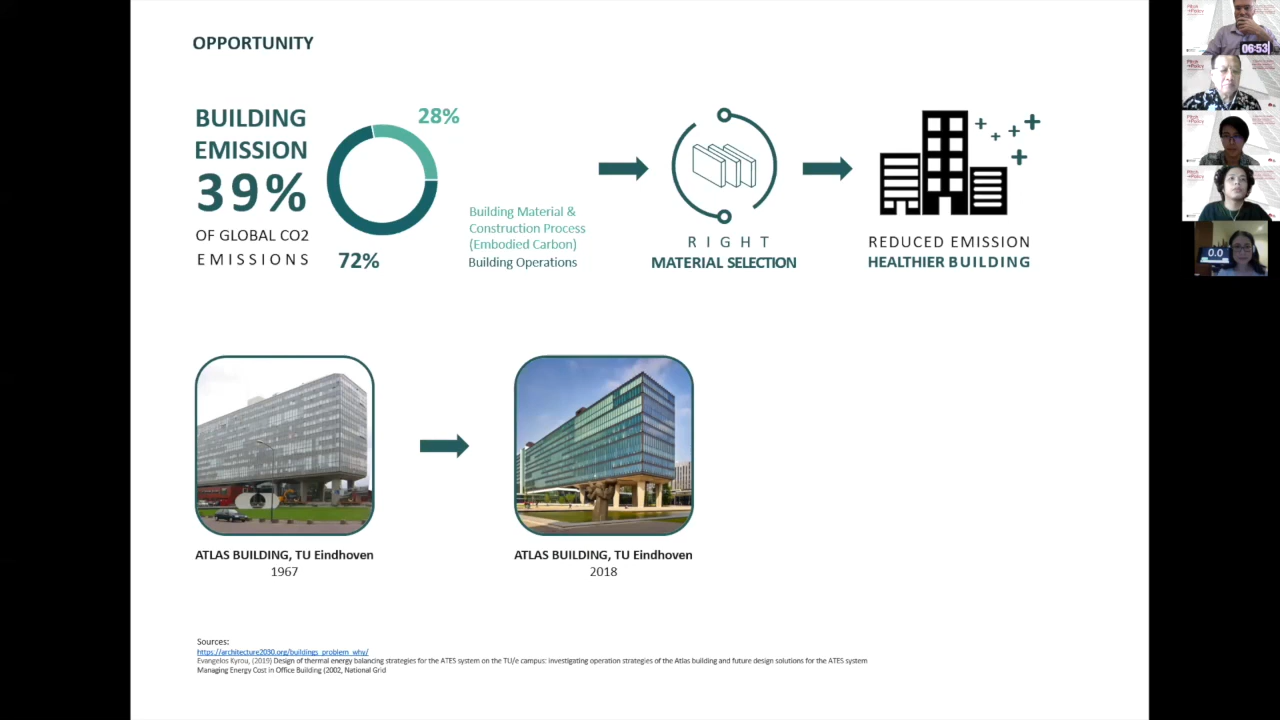 OPPORTUNITY
BUILDING
EMISSION
39%
OF GLOBAL CO2
EMISSIONS
28%
72%
Building Material &
Construction Process
(Embodied Carbon)
Building Operations
RIGHT
MATERIAL SELECTION
REDUCED EMISSION
HEALTHIER BUILDING
ATLAS BUILDING, TU Eindhoven
1967
ATLAS BUILDING, TU Eindhoven
2018
Sources:
https://architecture2030.org/buildings_problem_why/
Evangelos Kyrou, (2019) Design of thermal energy balancing strategies for the ATES system on the TU/e campus: investigating operation strategies of the Atlas building and future design solutions for the ATES system
Managing Energy Cost in Office Building (2002, National Grid
06:53
0.0